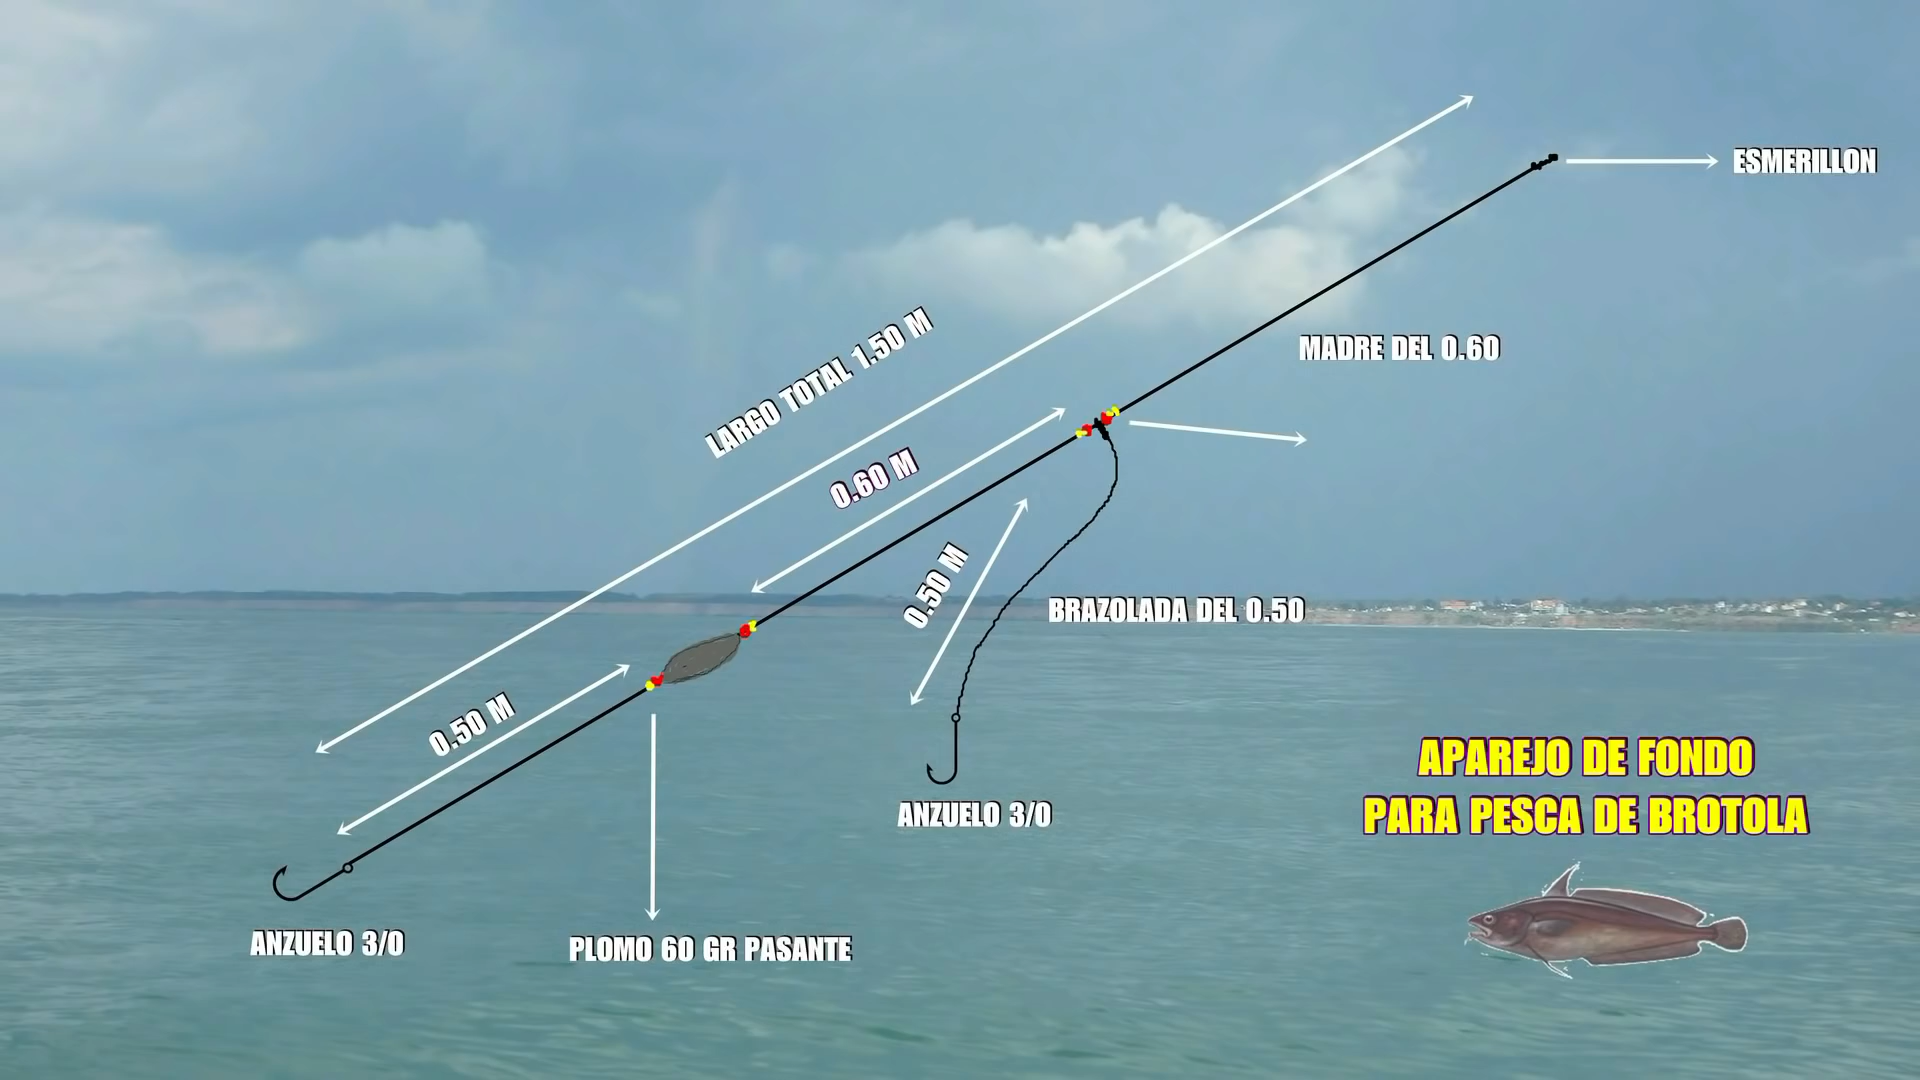 ESMERILLON
LARGO TOTAL 1.50 M
MADRE DEL 0.60
0.60 M
0.50 M
BRAZOLADA DEL 0.50
0.50 M
APAREJO DE FONDO
PARA PESCA DE BROTOLA
ANZUELO 3/0
ANZUELO 3/0
PLOMO 60 GR PASANTE